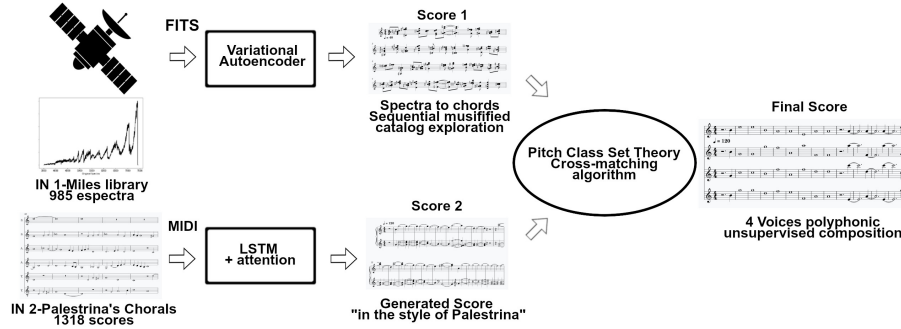 FITS
Variational
Autoencoder
Score 1
Spectra to chords
Sequential musifified
catalog exploration
IN 1-Miles library
985 espectra
Pitch Class Set Theory
Cross-matching
algorithm
Final Score
♩ = 120
4 Voices polyphonic
unsupervised composition
MIDI
LSTM
+ attention
Score 2
Generated Score
"in the style of Palestrina"
IN 2-Palestrina's Chorals
1318 scores